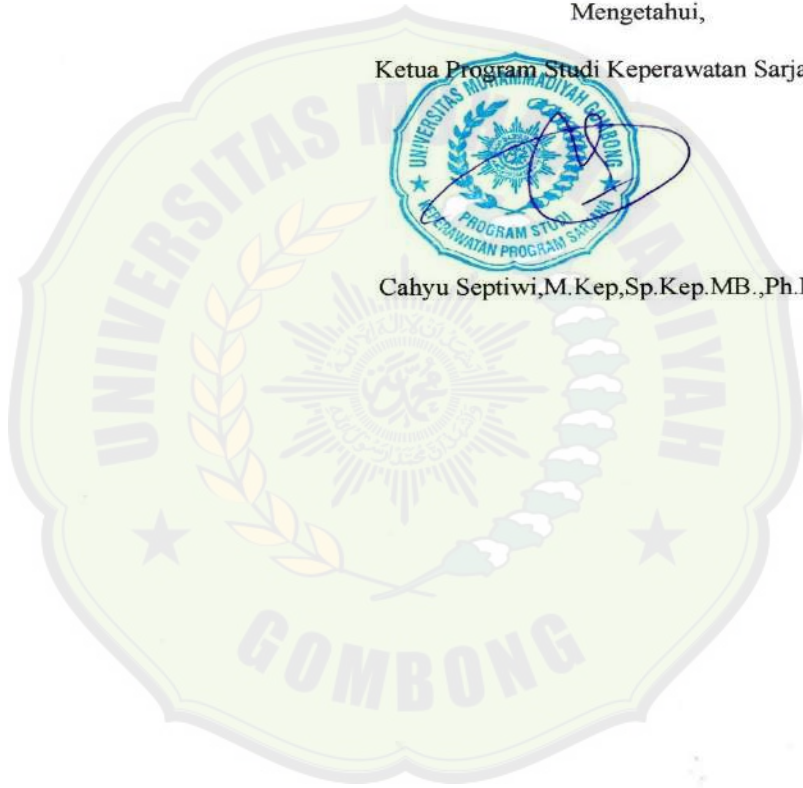 Mengetahui,
Ketua Program Studi Keperawatan Sarja
UNIVERSITAS MUHAMMADIYAH GOMBONG
PROGRAM STUDI
KEPERAWATAN PROGRAM SARJANA
Cahyu Septiwi,M.Kep,Sp.Kep.MB.,Ph.
UNIVERSITAS MUHAMMADIYAH
GOMBONG